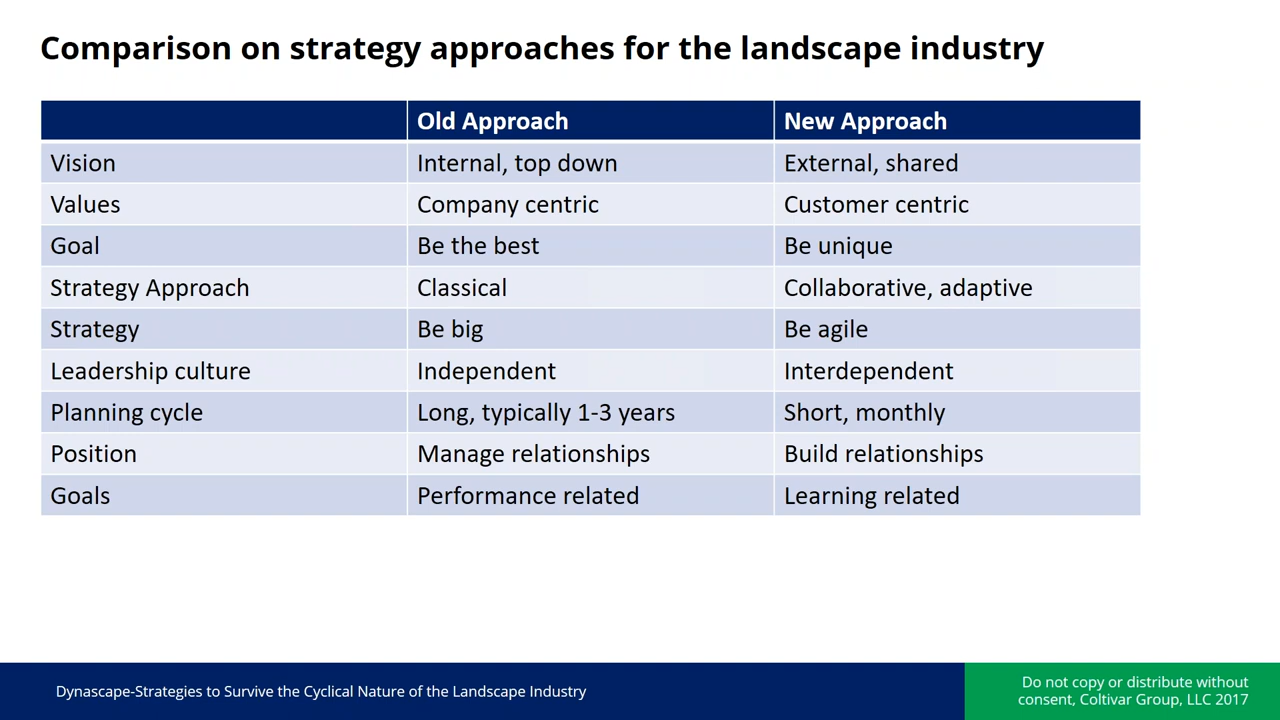 Comparison on strategy approaches for the landscape industry
Old Approach New Approach
Vision Internal, top down External, shared
Values Company centric Customer centric
Goal Be the best Be unique
Strategy Approach Classical Collaborative, adaptive
Strategy Be big Be agile
Leadership culture Independent Interdependent
Planning cycle Long, typically 1-3 years Short, monthly
Position Manage relationships Build relationships
Goals Performance related Learning related
Dynascape-Strategies to Survive the Cyclical Nature of the Landscape Industry
Do not copy or distribute without
consent, Coltivar Group, LLC 2017